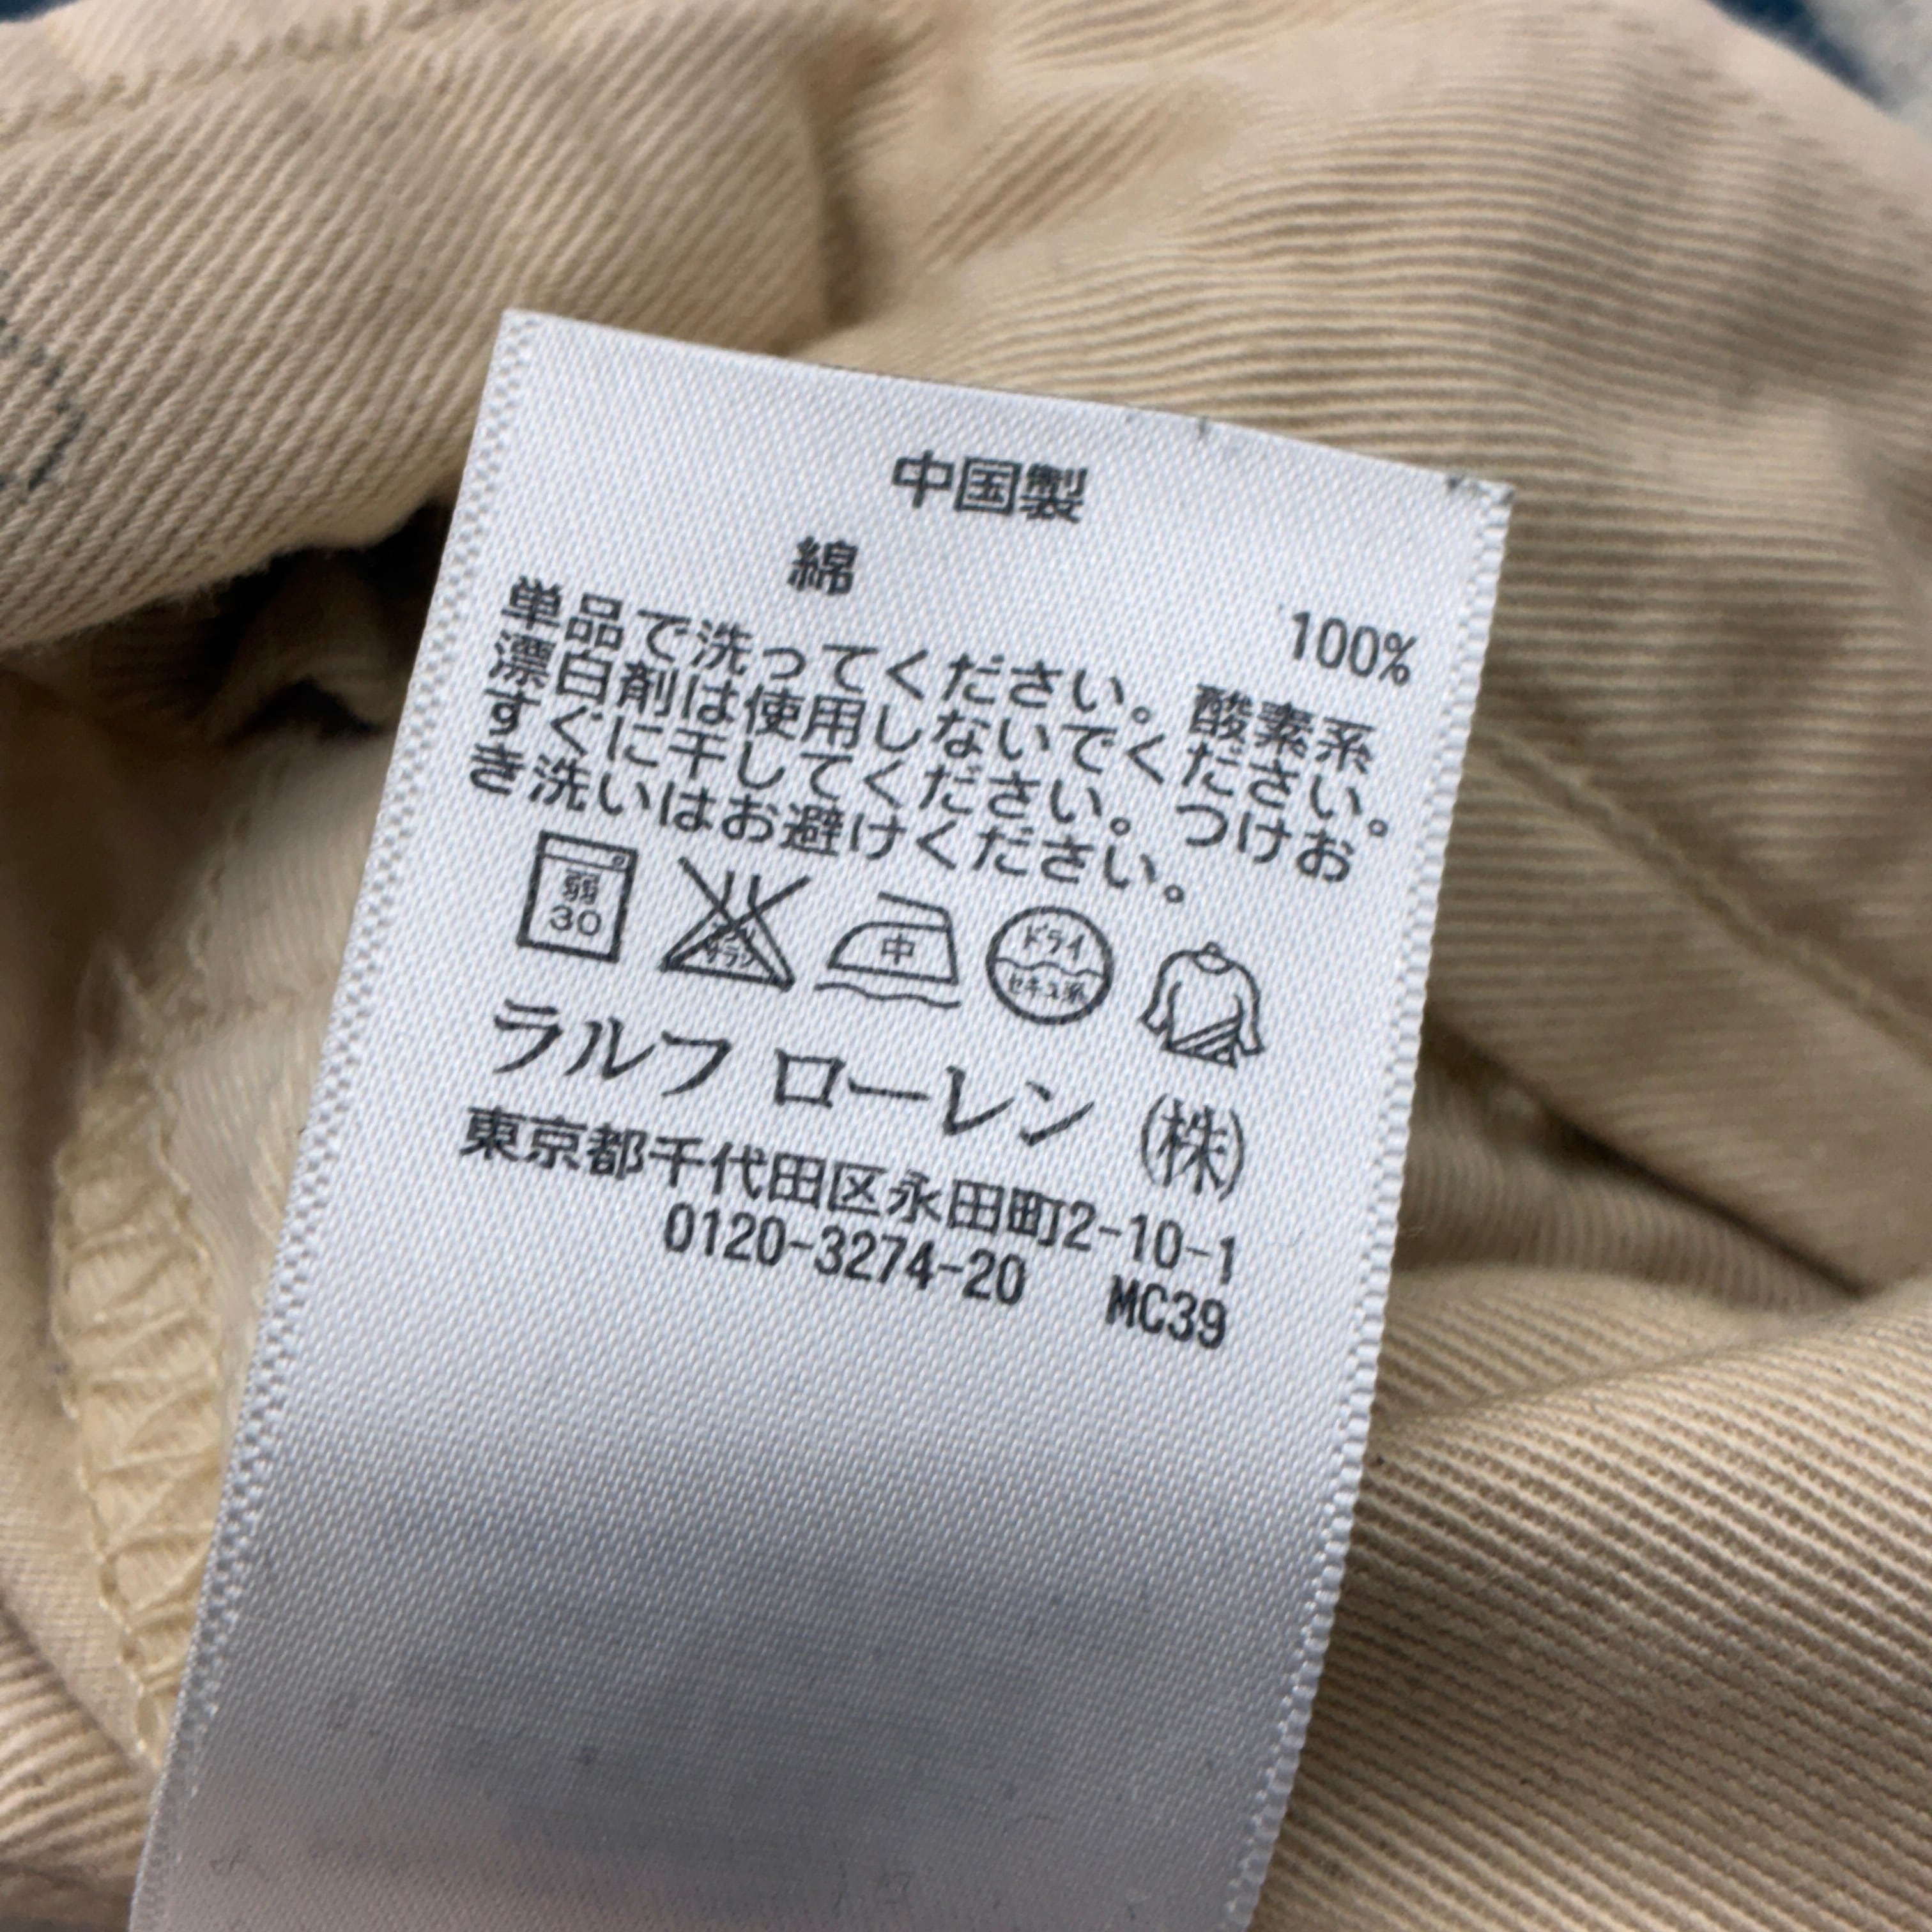 中国製
綿 100%
単品で洗ってください。酸素系
漂白剤は使用しないでください。
すぐに干してください。つけお
き洗いはお避けください。
弱
30
中
ドライ
セキユ系
ラルフ ローレン (株)
東京都千代田区永田町2-10-1
0120-3274-20 MC39